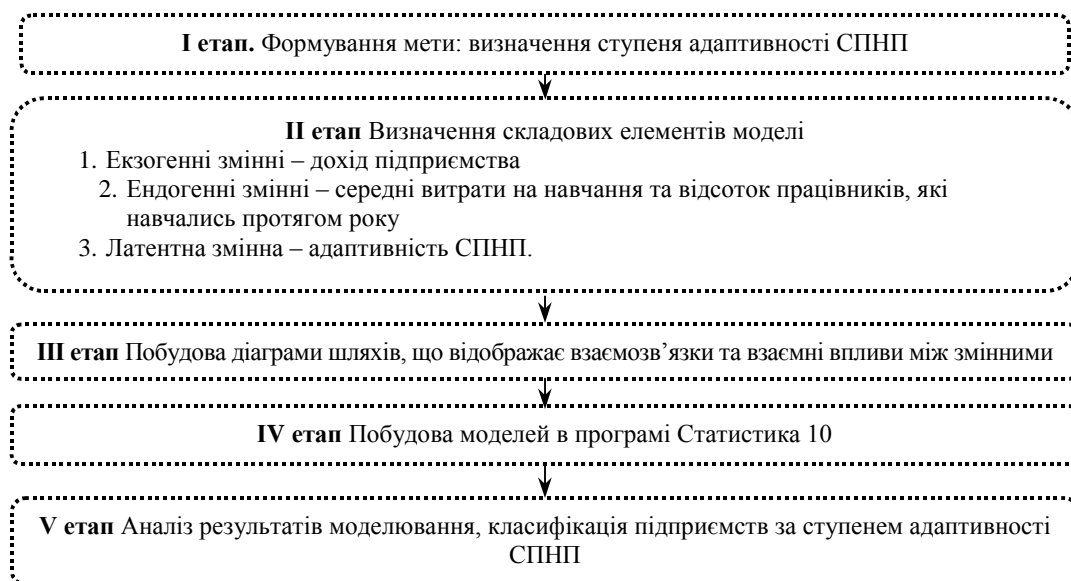 I етап. Формування мети: визначення ступеня адаптивності СПНП
II етап Визначення складових елементів моделі
1. Екзогенні змінні – дохід підприємства
2. Ендогенні змінні – середні витрати на навчання та відсоток працівників, які
навчались протягом року
3. Латентна змінна – адаптивність СПНП.
III етап Побудова діаграми шляхів, що відображає взаємозв’язки та взаємні впливи між змінними
IV етап Побудова моделей в програмі Статистика 10
V етап Аналіз результатів моделювання, класифікація підприємств за ступенем адаптивності
СПНП